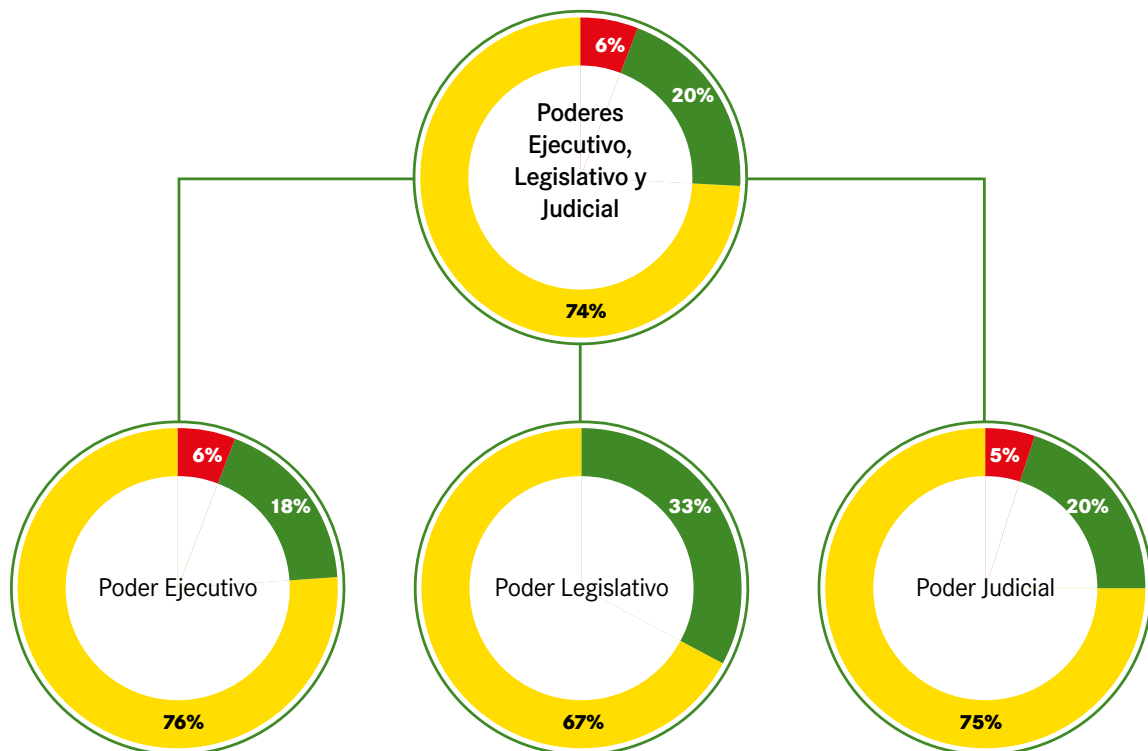 6%
20%
Poderes
Ejecutivo,
Legislativo y
Judicial
74%
6%
18%
Poder Ejecutivo
76%
33%
Poder Legislativo
67%
5%
20%
Poder Judicial
75%